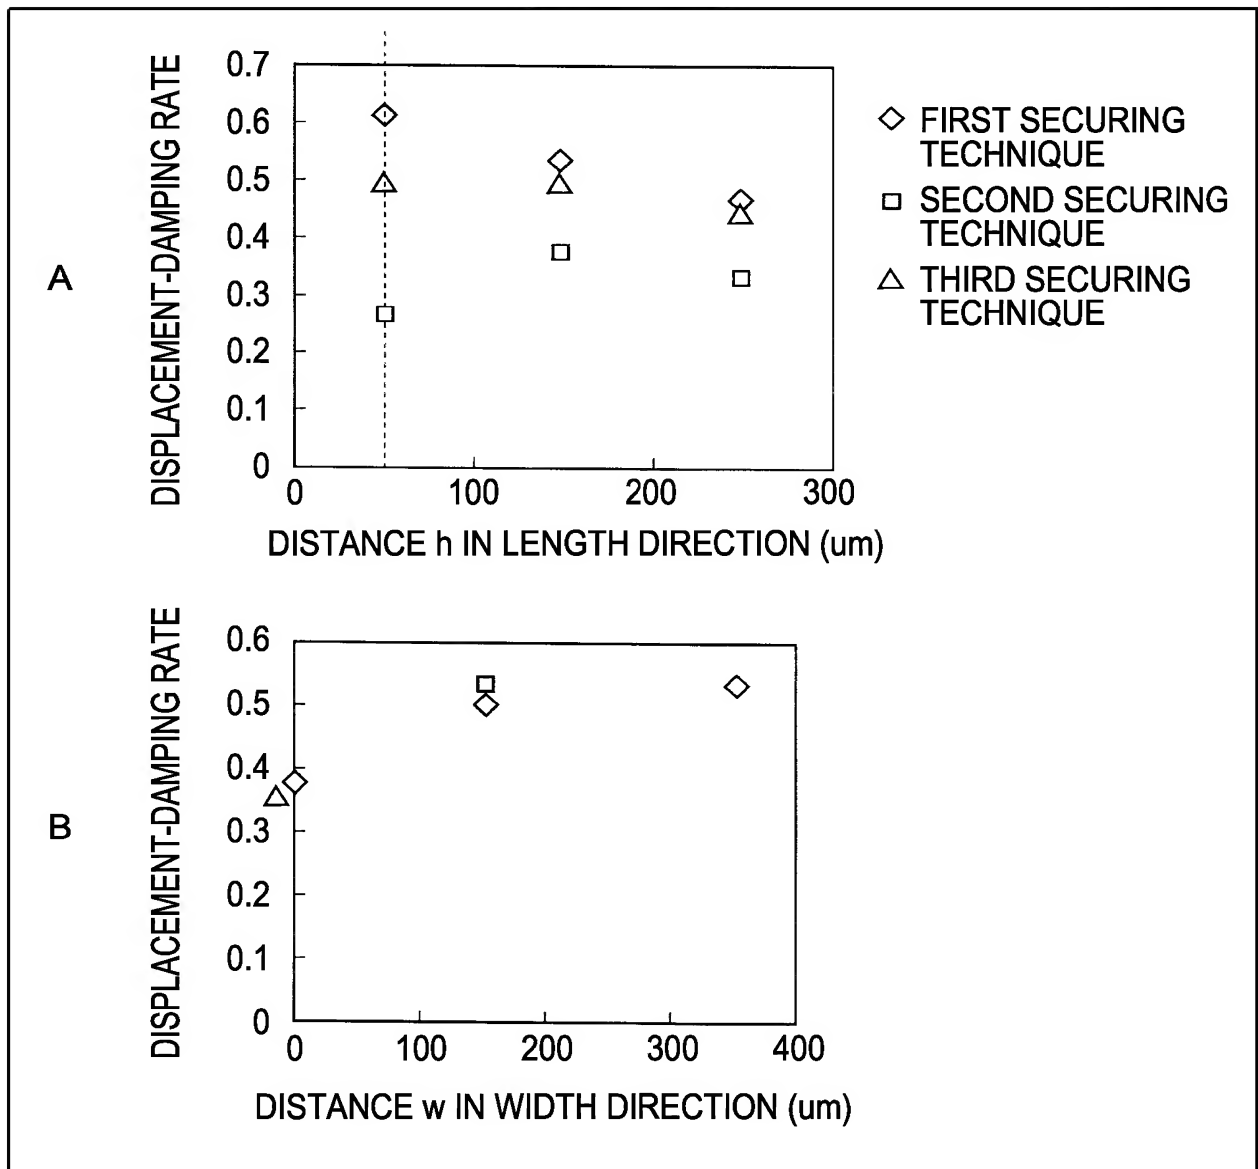 A
DISPLACEMENT-DAMPING RATE
0.7
0.6
0.5
0.4
0.3
0.2
0.1
0
0 100 200 300
DISTANCE h IN LENGTH DIRECTION (um)
FIRST SECURING
TECHNIQUE
SECOND SECURING
TECHNIQUE
THIRD SECURING
TECHNIQUE
B
DISPLACEMENT-DAMPING RATE
0.6
0.5
0.4
0.3
0.2
0.1
0
0 100 200 300 400
DISTANCE w IN WIDTH DIRECTION (um)